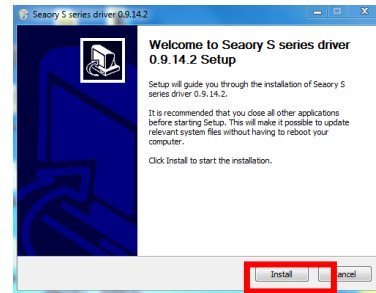 Seaory S series driver 0.9.14.2
Welcome to Seaory S series driver
0.9.14.2 Setup
Setup will guide you through the installation of Seaory S
series driver 0.9.14.2.
It is recommended that you close all other applications
before starting Setup. This will make it possible to update
relevant system files without having to reboot your
computer.
Click Install to start the installation.
Install
ancel